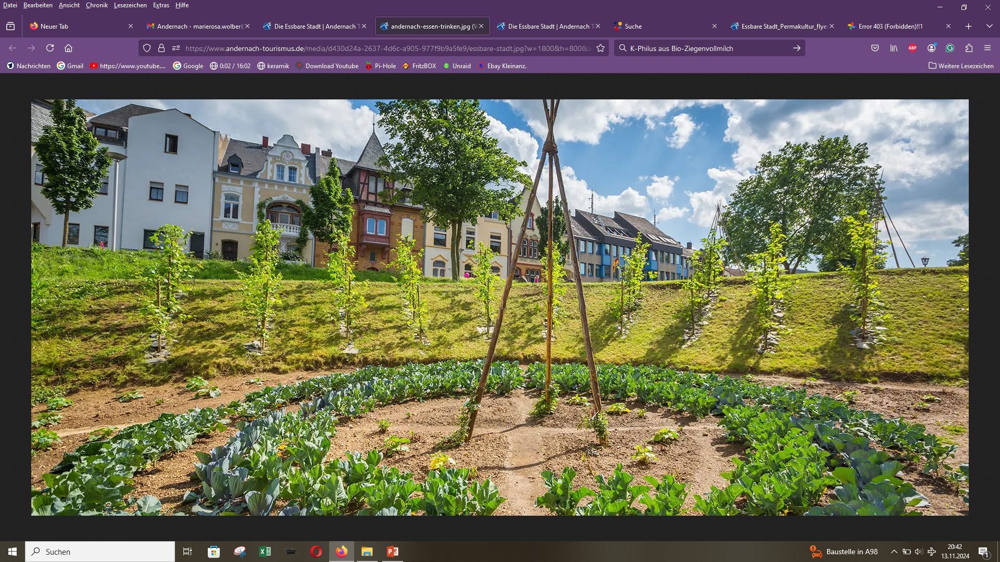 Datei Bearbeiten Ansicht Chronik Lesezeichen Extras Hilfe
Neuer Tab
Andernach - marierosa.wolber
Die Essbare Stadt | Andernach T
andernach-essen-trinken.jpg (W
Die Essbare Stadt | Andernach T
Suche
Essbare Stadt_Permakultur_flye
Error 403 (Forbidden)!!1
https://www.andernach-tourismus.de/media/d430d24a-2637-4d6c-a905-977f9b9a5fe9/essbare-stadt.jpg?w=1800&h=800&a
K-Philus aus Bio-Ziegenvollmilch
ABP
Nachrichten
Gmail
https://www.youtube....
Google
0:02 / 16:02
keramik
Download Youtube
Pi-Hole
FritzBOX
Unraid
Ebay Kleinanz.
Weitere Lesezeichen
Suchen
Baustelle in A98
20:42
13.11.2024
1